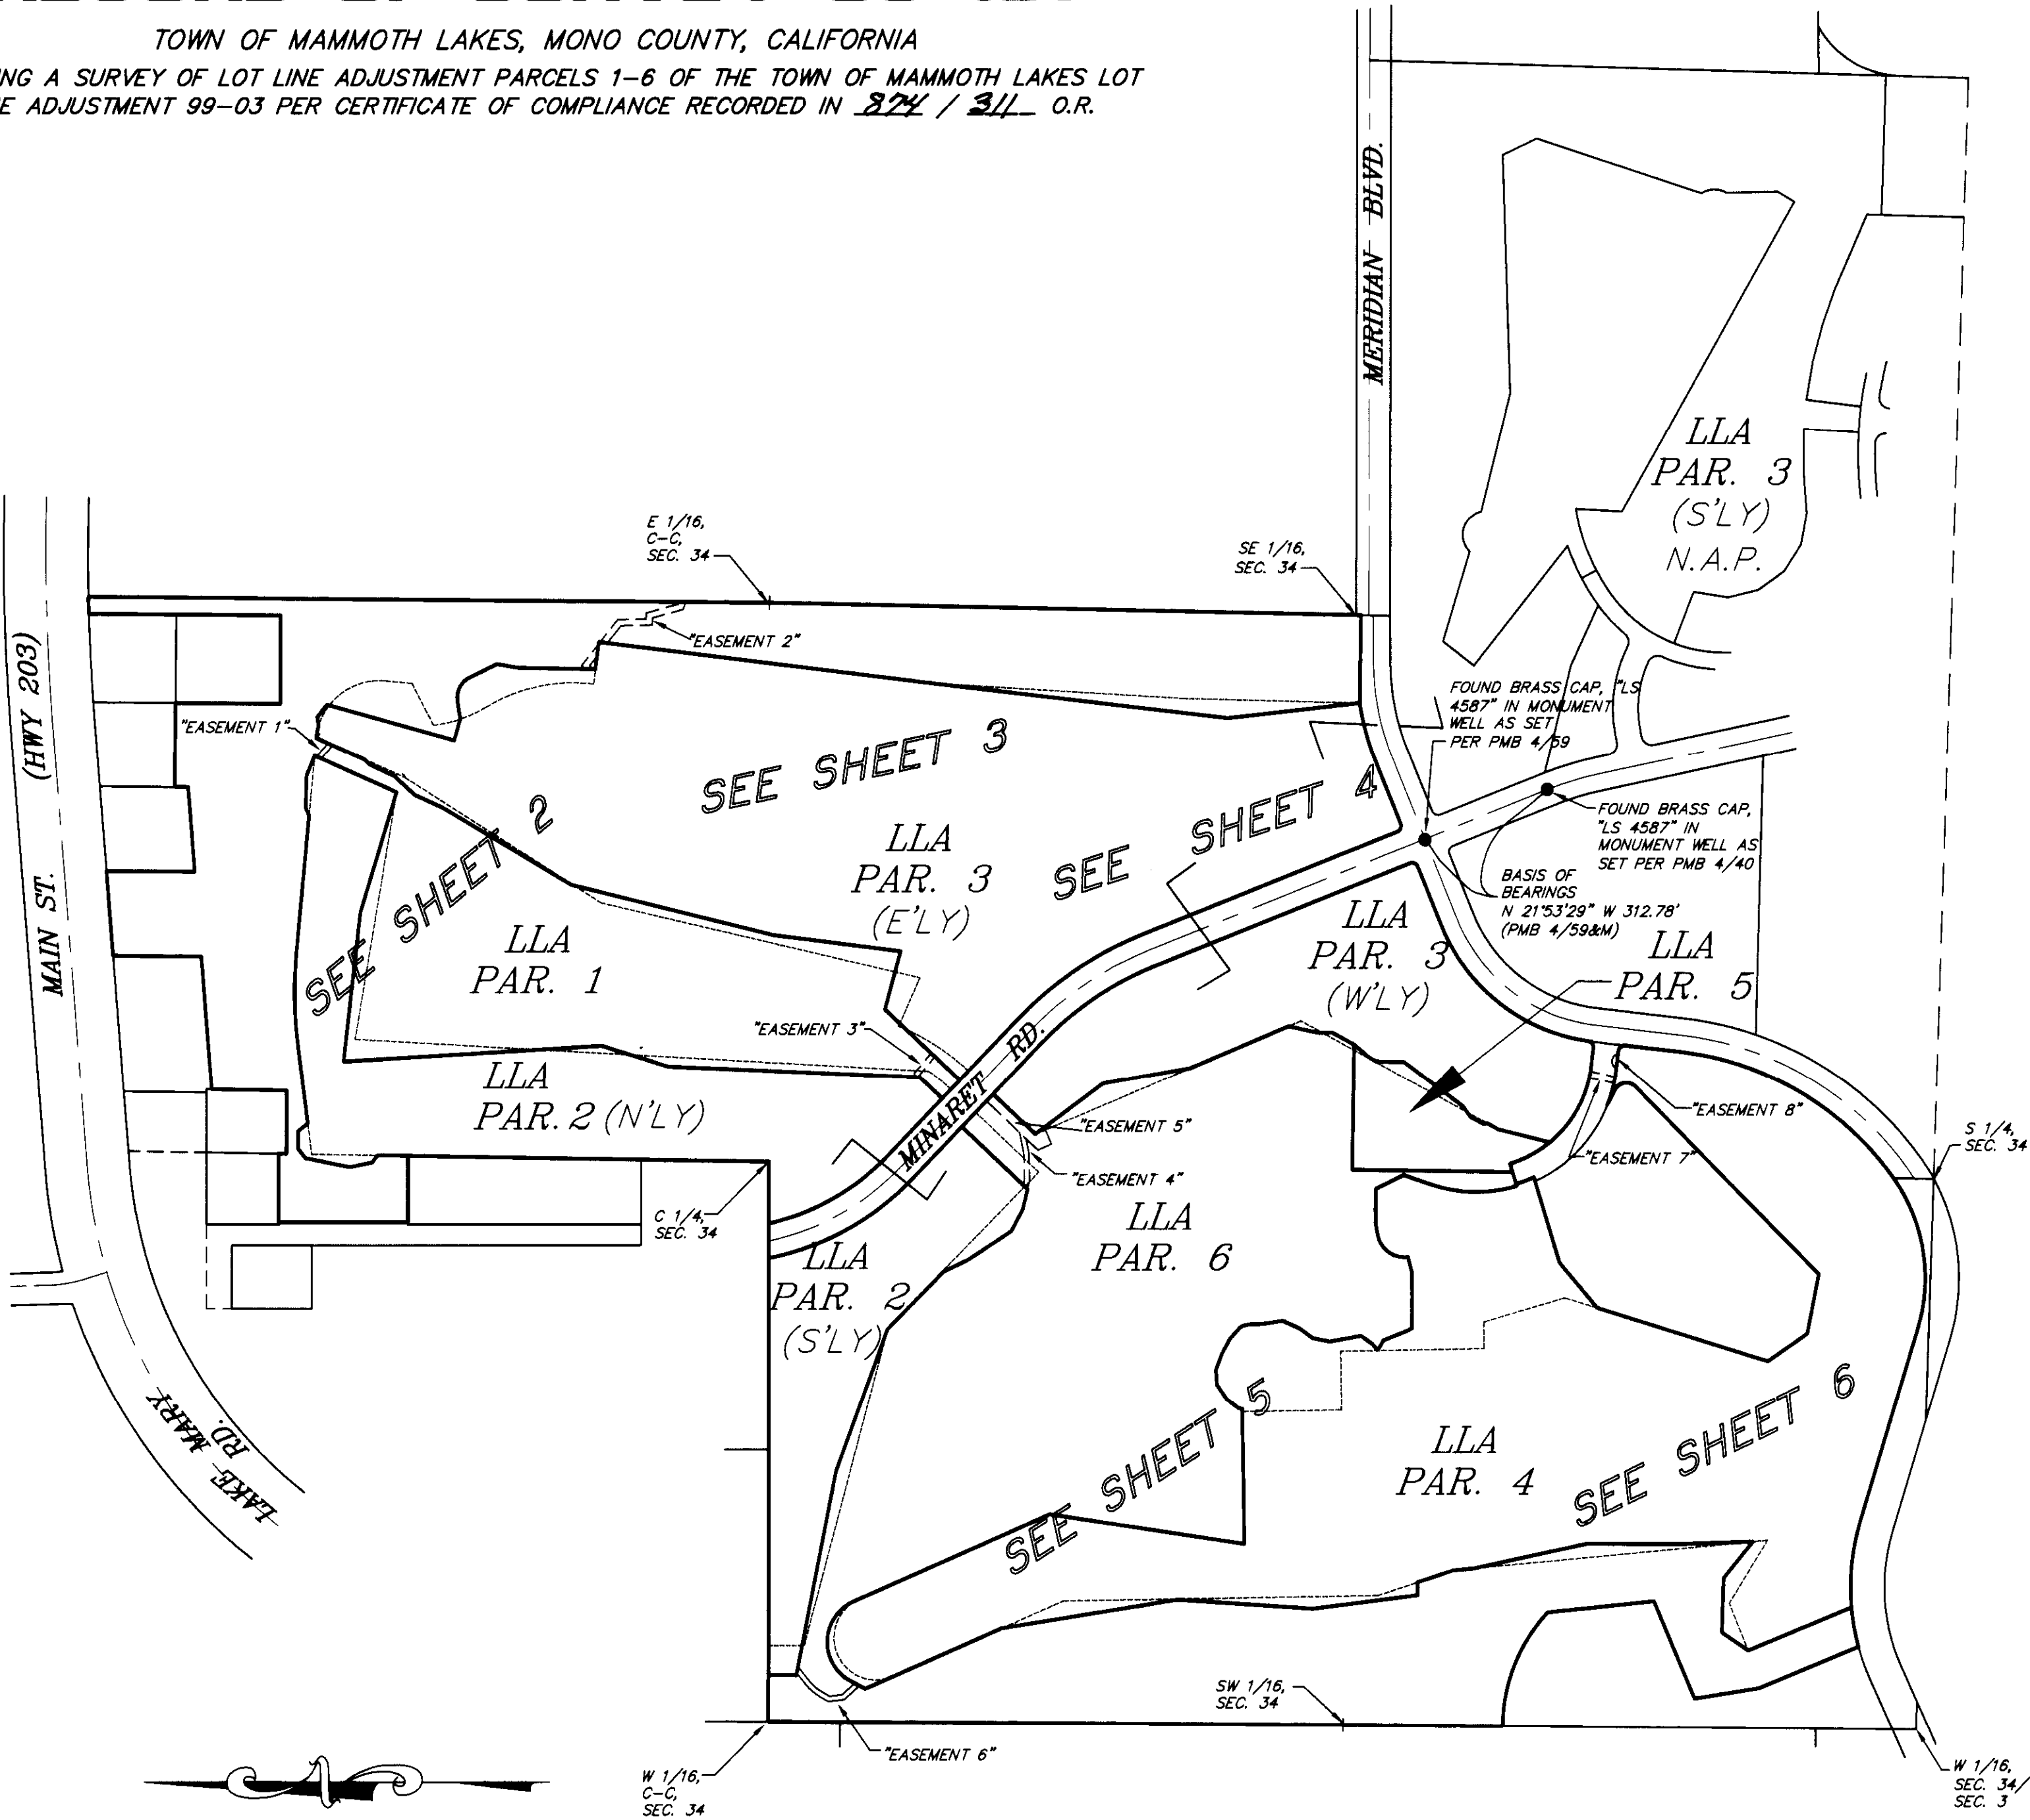 TOWN OF MAMMOTH LAKES, MONO COUNTY, CALIFORNIA
A SURVEY OF LOT LINE ADJUSTMENT PARCELS 1-6 OF THE TOWN OF MAMMOTH LAKES LOT
ADJUSTMENT 99-03 PER CERTIFICATE OF COMPLIANCE RECORDED IN 874 / 311 O.R.
MERIDIAN BLVD.
LLA
PAR. 3
(S'LY)
N.A.P.
E 1/16,
C-C,
SEC. 34
SE 1/16,
SEC. 34
"EASEMENT 2"
MAIN ST. (HWY 203)
"EASEMENT 1"
FOUND BRASS CAP, "LS
4587" IN MONUMENT
WELL AS SET
PER PMB 4/59
SEE SHEET 3
SEE SHEET 2
SEE SHEET 4
FOUND BRASS CAP,
"LS 4587" IN
MONUMENT WELL AS
SET PER PMB 4/40
LLA
PAR. 3
(E'LY)
BASIS OF
BEARINGS
N 21°53'29" W 312.78'
(PMB 4/59&M)
LLA
PAR. 1
LLA
PAR. 3
(W'LY)
LLA
PAR. 5
"EASEMENT 3"
MINARET RD.
LLA
PAR. 2 (N'LY)
"EASEMENT 5"
"EASEMENT 8"
"EASEMENT 7"
"EASEMENT 4"
S 1/4,
SEC. 34
C 1/4,
SEC. 34
LLA
PAR. 6
LLA
PAR. 2
(S'LY)
LAKE MARY
RD.
SEE SHEET 5
LLA
PAR. 4
SEE SHEET 6
SW 1/16,
SEC. 34
"EASEMENT 6"
W 1/16,
C-C,
SEC. 34
W 1/16,
SEC. 34/
SEC. 3